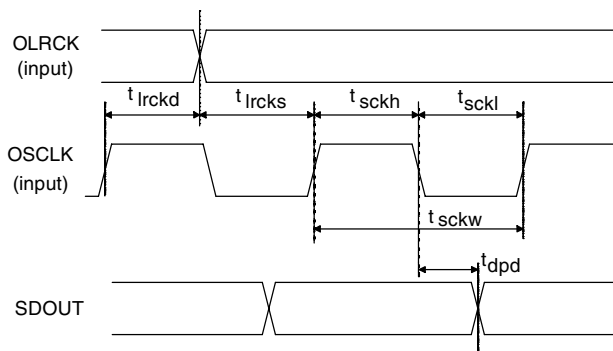 OLRCK
(input)
t lrckd t lrcks t sckh t sckl
OSCLK
(input)
t sckw
t dpd
SDOUT